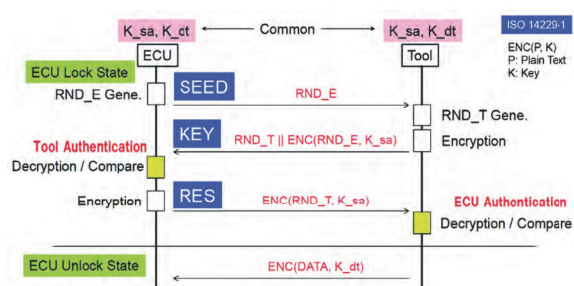 K_sa, K_ct
Common
K_sa, K_dt
ISO 14229-1
ECU
Tool
ENC(P, K)
P: Plain Text
K: Key
ECU Lock State
SEED
RND_E Gene.
RND_E
RND_T Gene.
KEY
RND_T || ENC(RND_E, K_sa)
Encryption
Tool Authentication
Decryption / Compare
Encryption
RES
ENC(RND_T, K_sa)
ECU Authentication
Decryption / Compare
ECU Unlock State
ENC(DATA, K_dt)